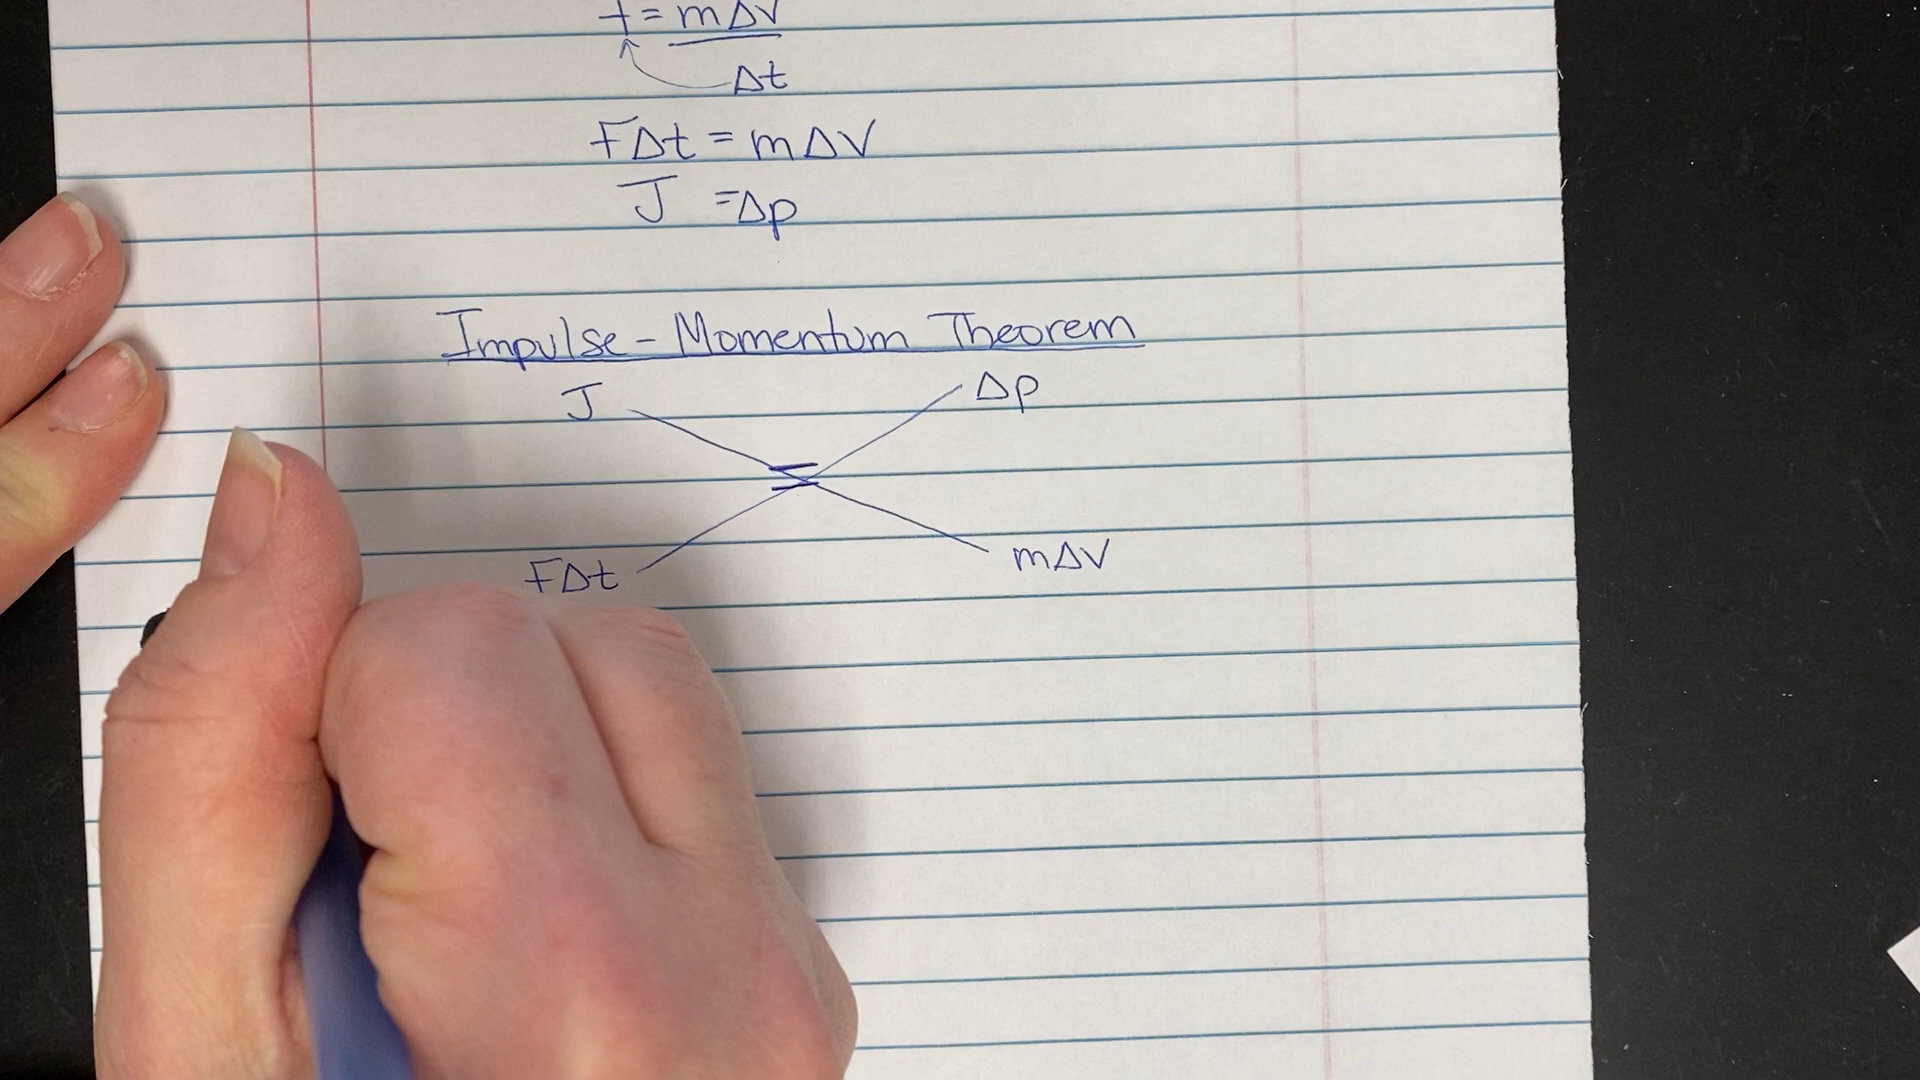 F = mΔV
Δt
FΔt = mΔV
J = Δp
Impulse - Momentum Theorem
J Δp
=
FΔt mΔV